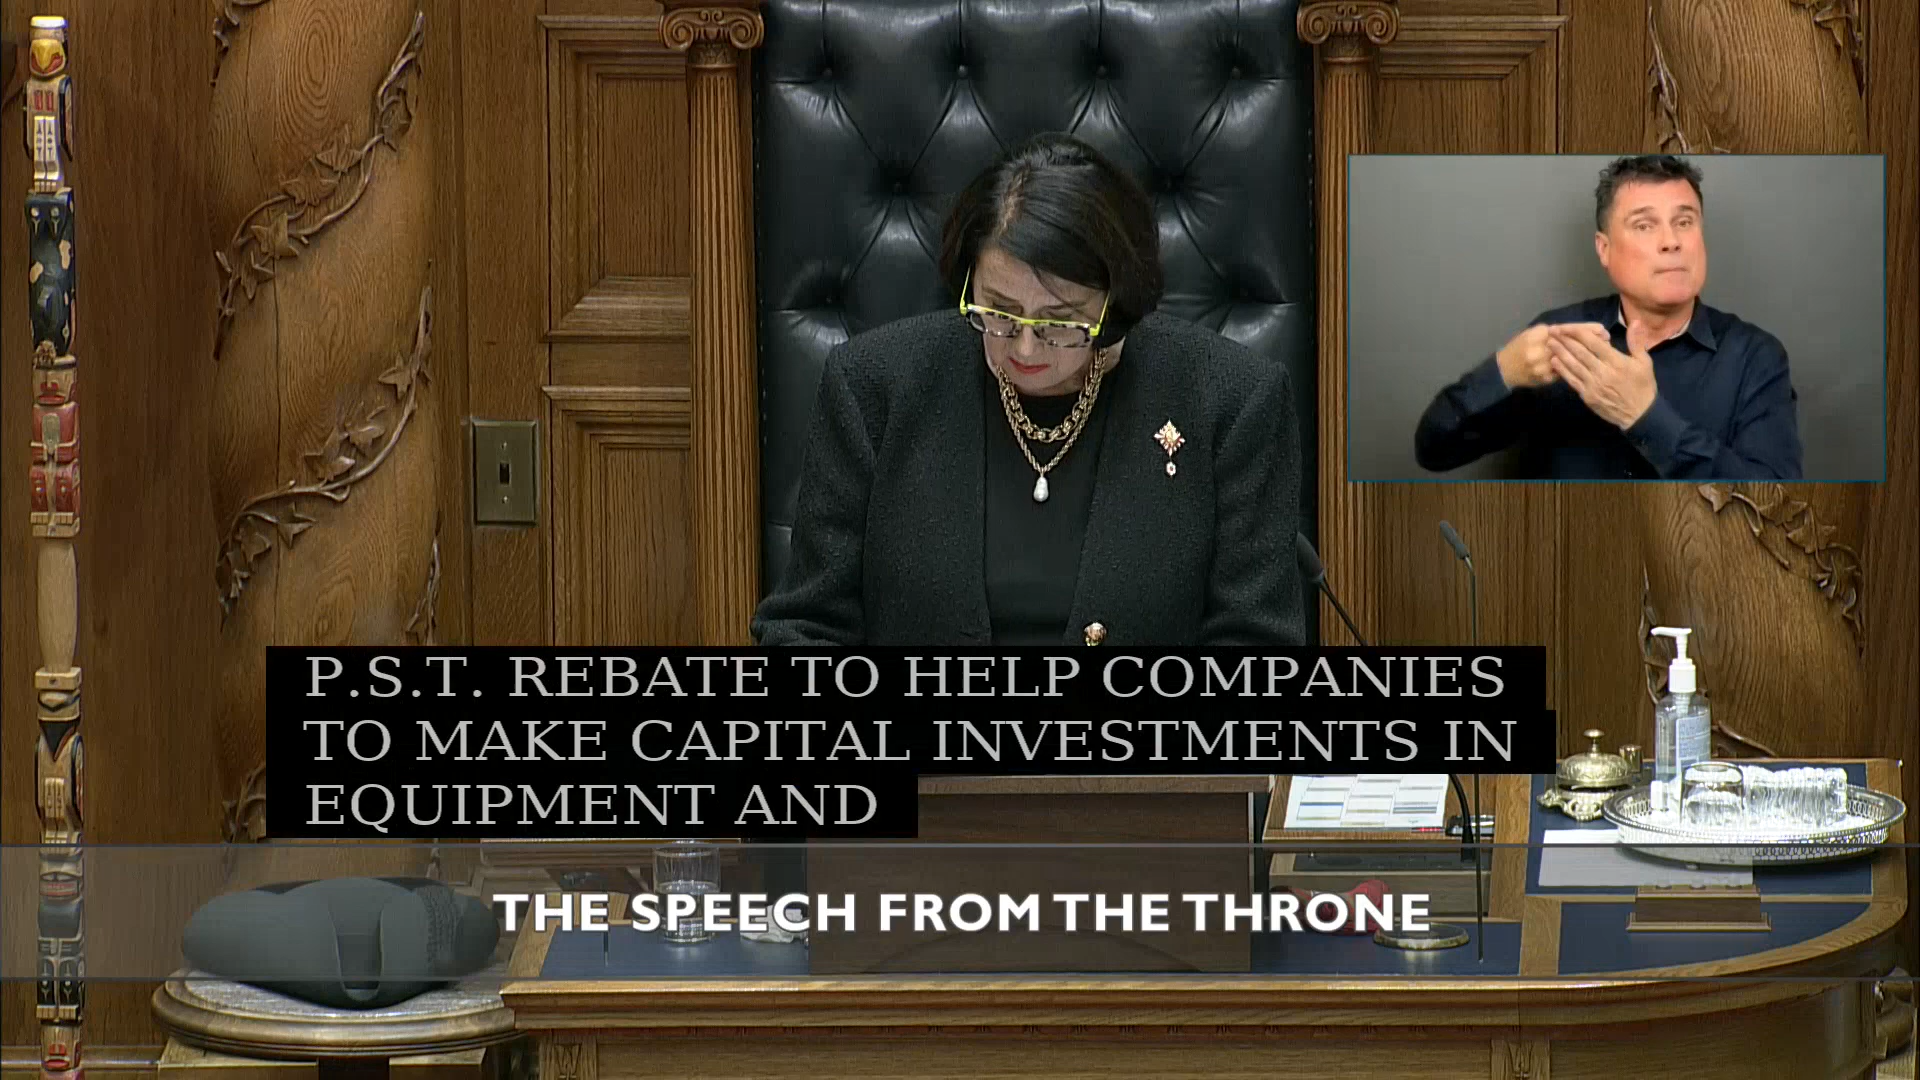 P.S.T. REBATE TO HELP COMPANIES
TO MAKE CAPITAL INVESTMENTS IN
EQUIPMENT AND
THE SPEECH FROM THE THRONE